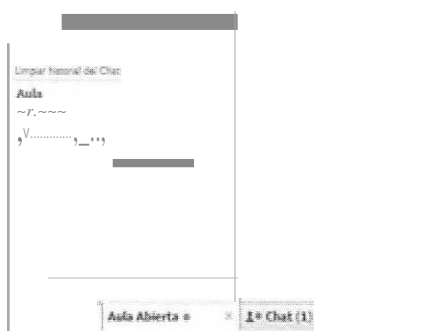 Limpiar historial del Chat
Aula
~r.~~~
,V............,_..,
Aula Abierta × Chat (1)